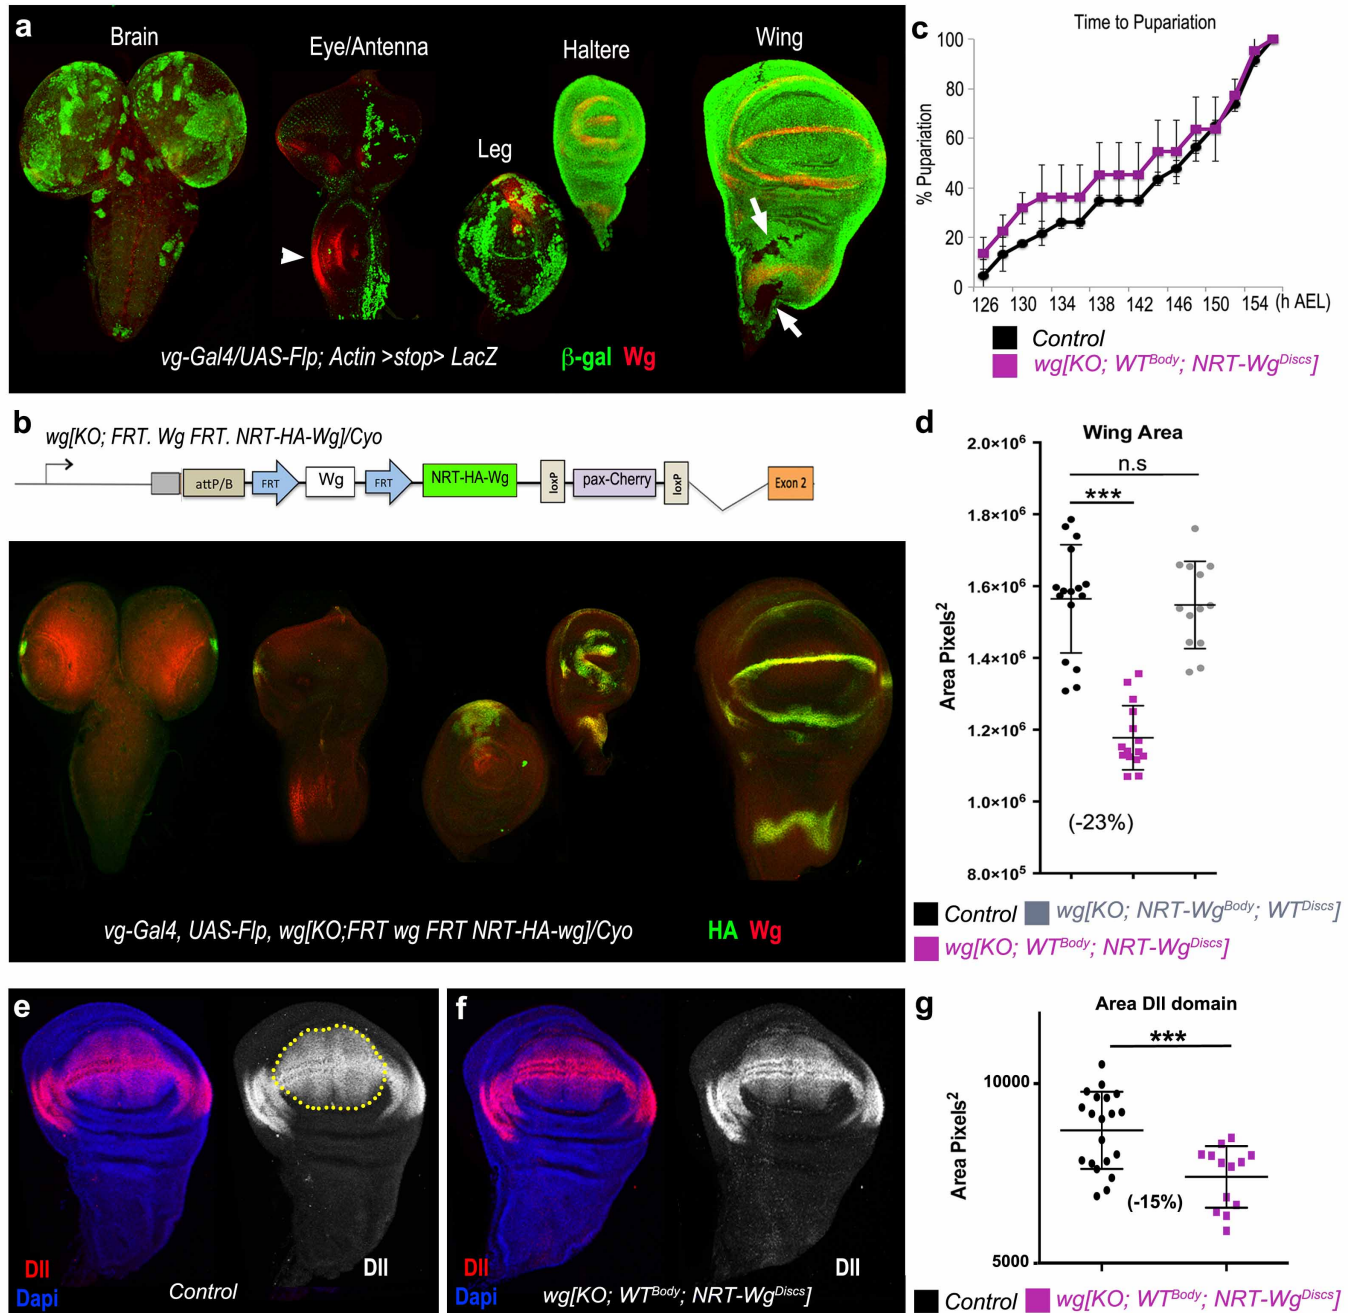 a
Brain
Eye/Antenna
Leg
Haltere
Wing
vg-Gal4/UAS-Flp; Actin >stop> LacZ
β-gal Wg
b
wg[KO; FRT. Wg FRT. NRT-HA-Wg]/Cyo
attP/B
FRT
Wg
FRT
NRT-HA-Wg
loxP
pax-Cherry
loxP
Exon 2
vg-Gal4, UAS-Flp, wg[KO;FRT wg FRT NRT-HA-wg]/Cyo
HA Wg
c
Time to Pupariation
% Pupariation
100
80
60
40
20
0
126 130 134 138 142 146 150 154 (h AEL)
Control
wg[KO; WTBody; NRT-WgDiscs]
d
Wing Area
n.s
***
Area Pixels2
2.0×106
1.8×106
1.6×106
1.4×106
1.2×106
1.0×106
8.0×105
(-23%)
Control wg[KO; NRT-WgBody; WTDiscs]
wg[KO; WTBody; NRT-WgDiscs]
e
Dll
Dapi
Control
Dll
f
Dll
Dapi
wg[KO; WTBody; NRT-WgDiscs]
Dll
g
Area Dll domain
***
Area Pixels2
10000
5000
(-15%)
Control wg[KO; WTBody; NRT-WgDiscs]